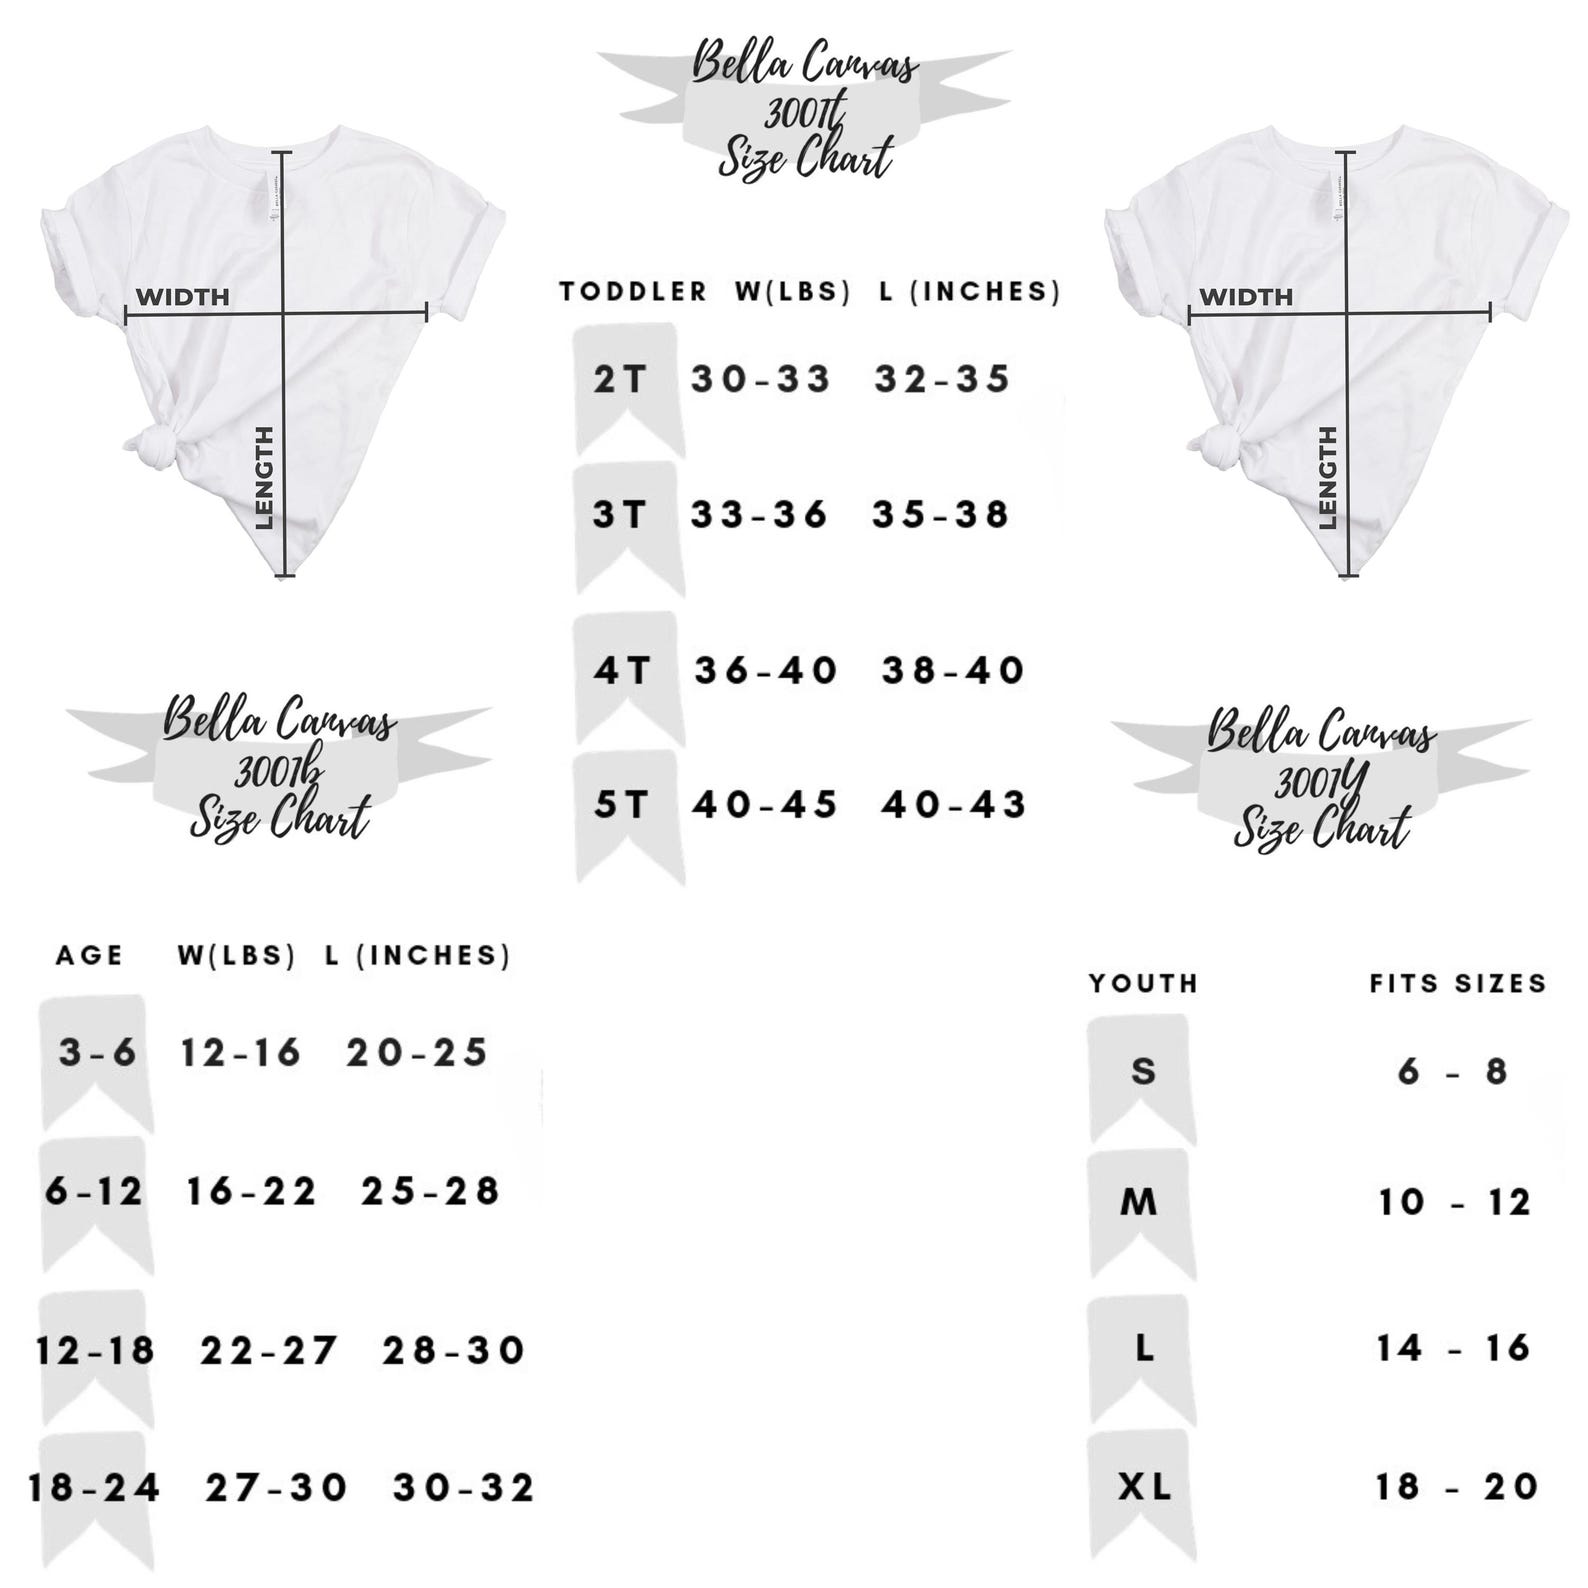 Bella Canvas
3001t
Size Chart
WIDTH
LENGTH
WIDTH
LENGTH
TODDLER W(LBS) L (INCHES)
2T 30-33 32-35
3T 33-36 35-38
4T 36-40 38-40
5T 40-45 40-43
Bella Canvas
3001b
Size Chart
AGE W(LBS) L (INCHES)
3-6 12-16 20-25
6-12 16-22 25-28
12-18 22-27 28-30
18-24 27-30 30-32
Bella Canvas
3001Y
Size Chart
YOUTH FITS SIZES
S 6 - 8
M 10 - 12
L 14 - 16
XL 18 - 20